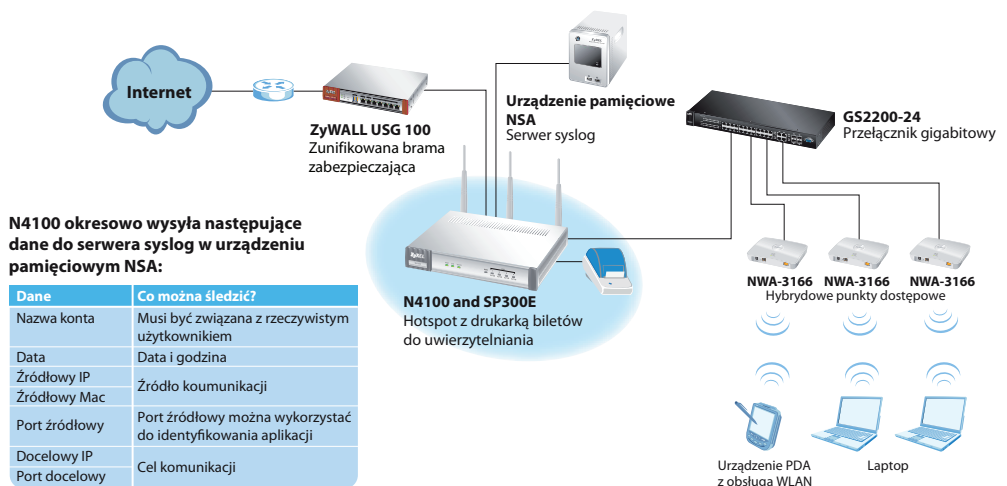 Internet
ZyWALL USG 100
Zunifikowana brama
zabezpieczająca
Urządzenie pamięciowe
NSA
Serwer syslog
GS2200-24
Przełącznik gigabitowy
N4100 okresowo wysyła następujące
dane do serwera syslog w urządzeniu
pamięciowym NSA:
Dane Co można śledzić?
Nazwa konta Musi być związana z rzeczywistym
użytkownikiem
Data Data i godzina
Źródłowy IP
Źródłowy Mac
Źródło koumunikacji
Port źródłowy Port źródłowy można wykorzystać
do identyfikowania aplikacji
Docelowy IP
Port docelowy
Cel komunikacji
ZyXEL
N4100 and SP300E
Hotspot z drukarką biletów
do uwierzytelniania
NWA-3166 NWA-3166 NWA-3166
Hybrydowe punkty dostępowe
Urządzenie PDA
z obsługa WLAN
Laptop